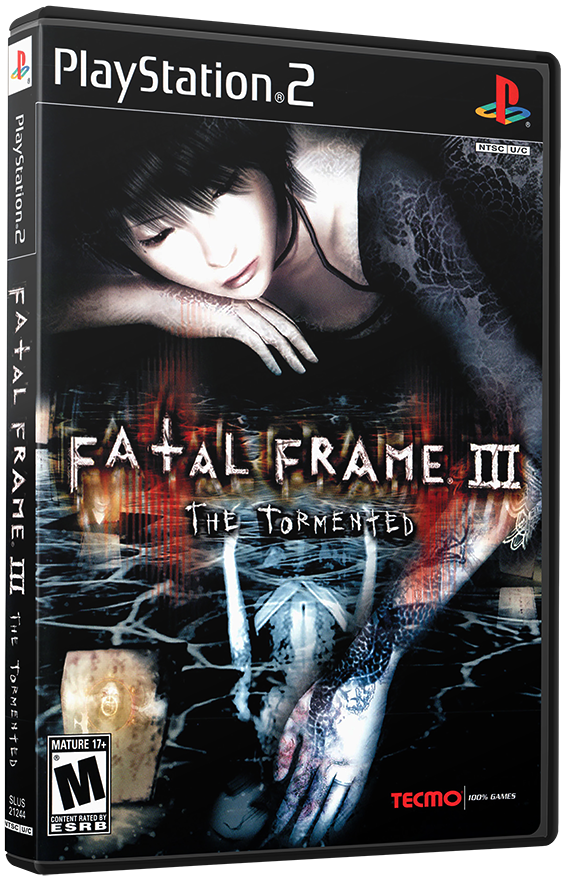 PlayStation®2
NTSC U/C
FATAL FRAME® III
THE TORMENTED
MATURE 17+
M
®
CONTENT RATED BY
ESRB
TECMO 100% GAMES
PlayStation®2
FATAL FRAME® III
THE TORMENTED
SLUS
21244
NTSC U/C